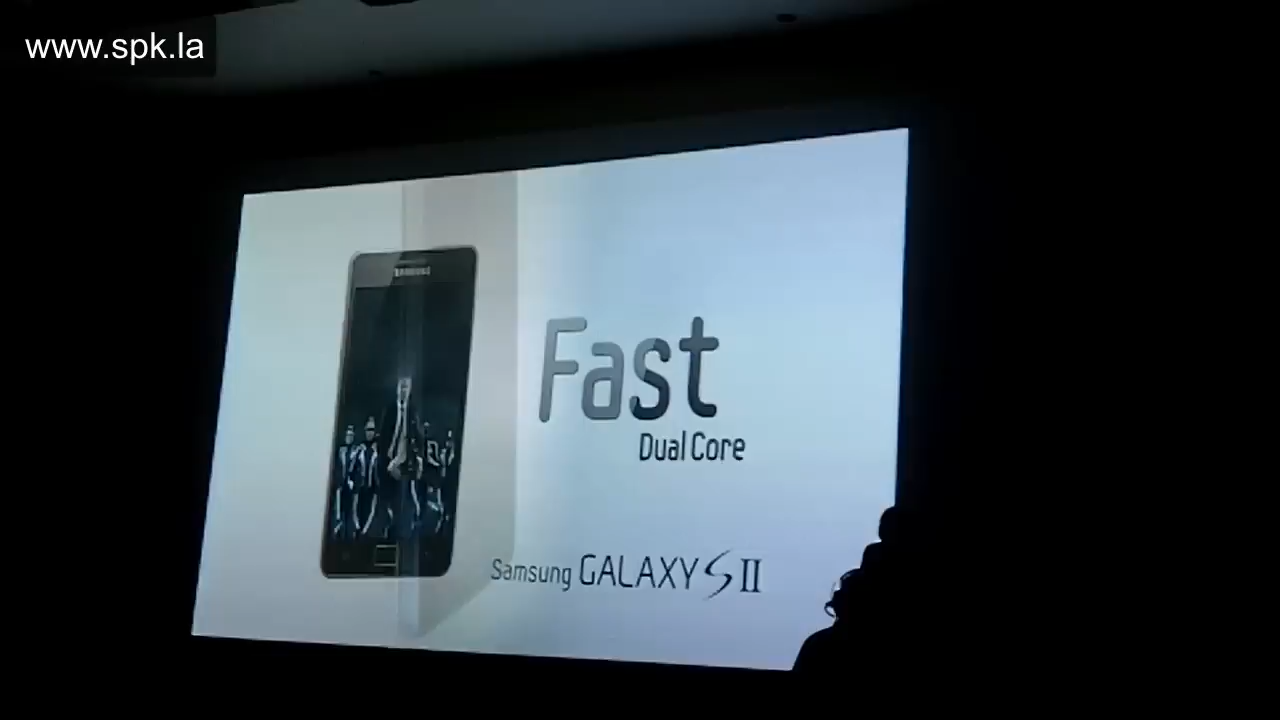 www.spk.la
SAMSUNG
Fast
Dual Core
Samsung GALAXY S II